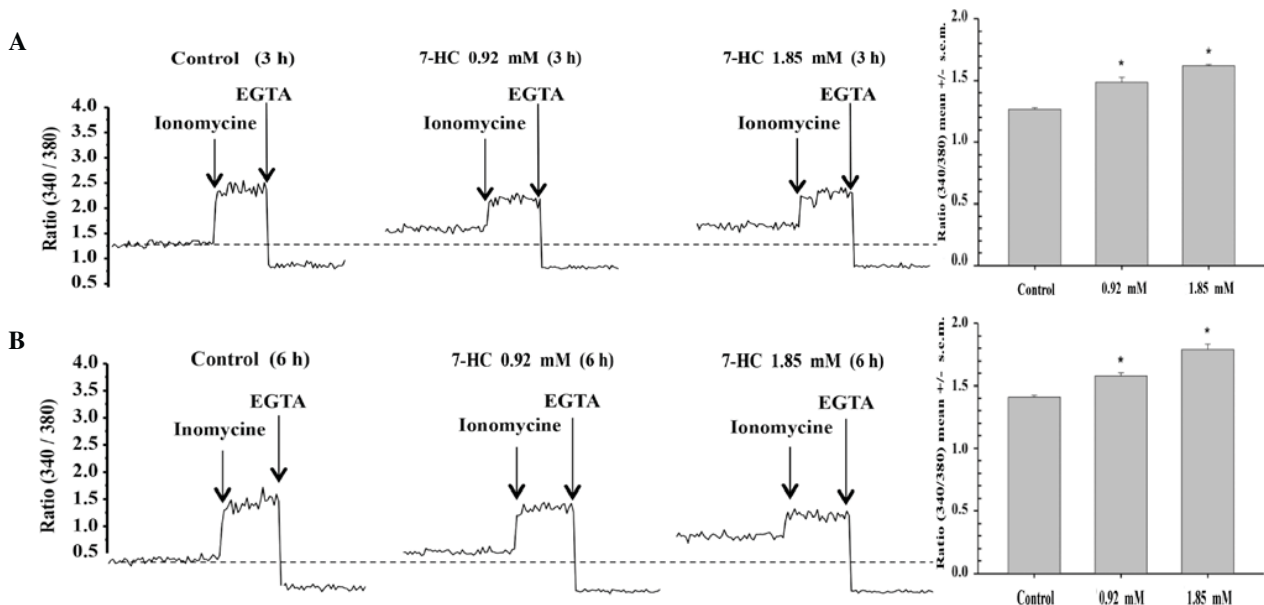 A
Control (3 h)
7-HC 0.92 mM (3 h)
7-HC 1.85 mM (3 h)
EGTA
EGTA
EGTA
Ionomycine
Ionomycine
Ionomycine
Ratio (340 / 380)
4.0
3.5
3.0
2.5
2.0
1.5
1.0
0.5
Ratio (340/380) mean +/- s.e.m.
2.0
1.5
1.0
0.5
0.0
*
*
Control
0.92 mM
1.85 mM
B
Control (6 h)
7-HC 0.92 mM (6 h)
7-HC 1.85 mM (6 h)
EGTA
EGTA
EGTA
Inomycine
Ionomycine
Ionomycine
Ratio (340 / 380)
4.0
3.5
3.0
2.5
2.0
1.5
1.0
0.5
Ratio (340/380) mean +/- s.e.m.
2.0
1.5
1.0
0.5
0.0
*
*
Control
0.92 mM
1.85 mM